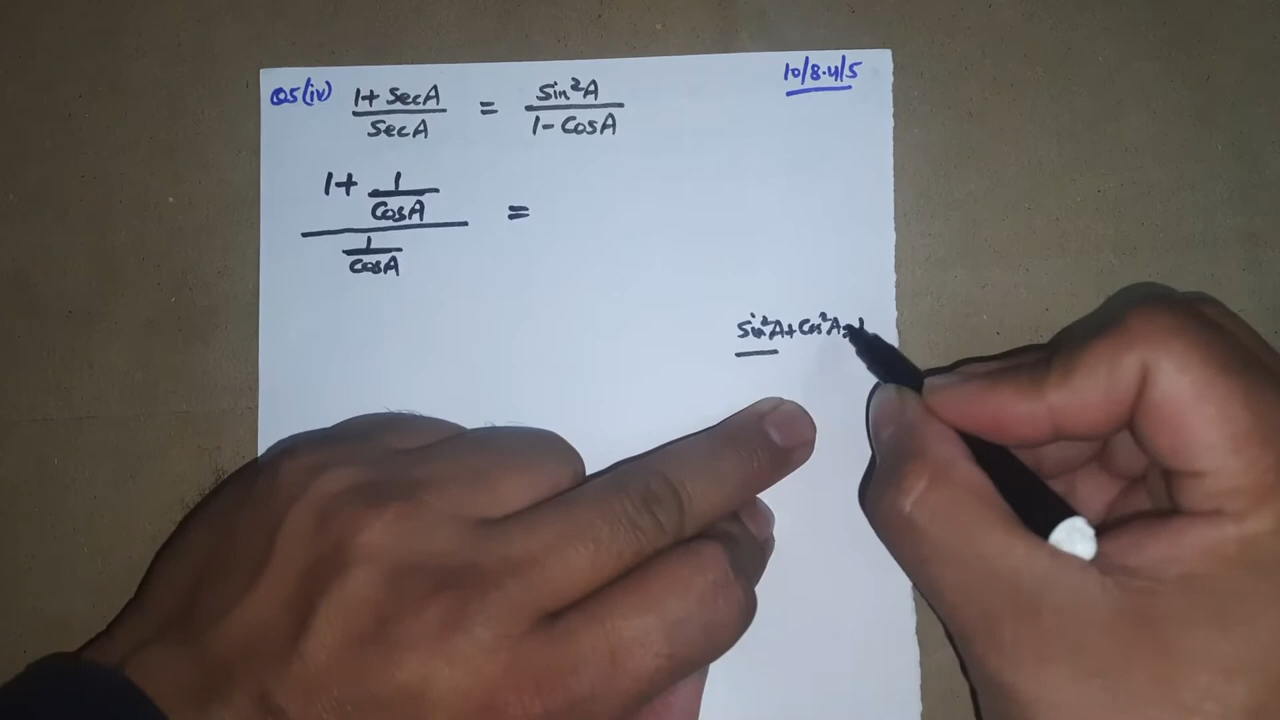 Q5(iv) 1+ SecA / SecA = Sin²A / 1- CosA 10/8.4/5
1+ 1/CosA / 1/CosA =
Sin²A+Cos²A=1